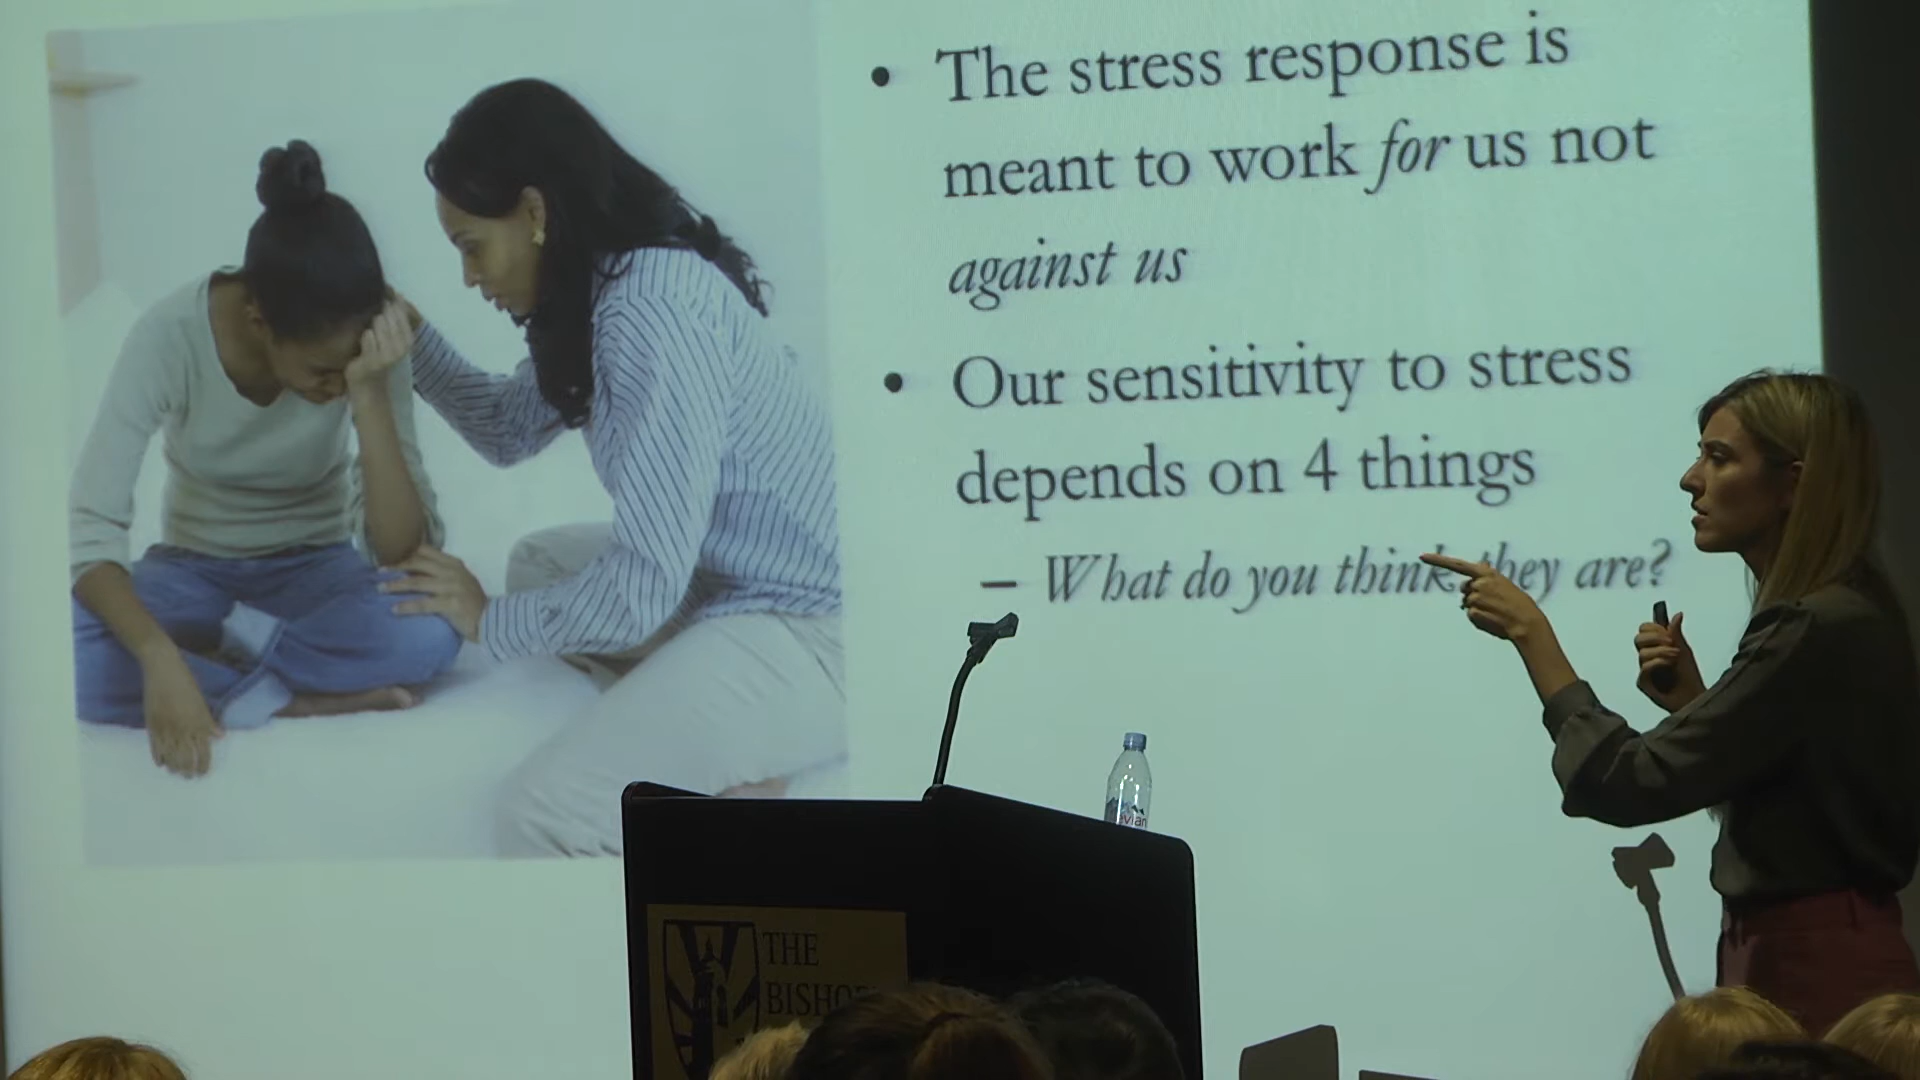 • The stress response is
meant to work for us not
against us
• Our sensitivity to stress
depends on 4 things
– What do you think they are?
evian
THE